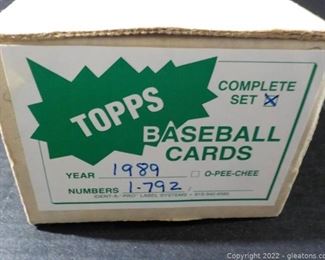 TOPPS
COMPLETE
SET ☒
BASEBALL
CARDS
YEAR 1989 ☐ O-PEE-CHEE
NUMBERS 1-792
© Copyright 2022 - gleatons.com